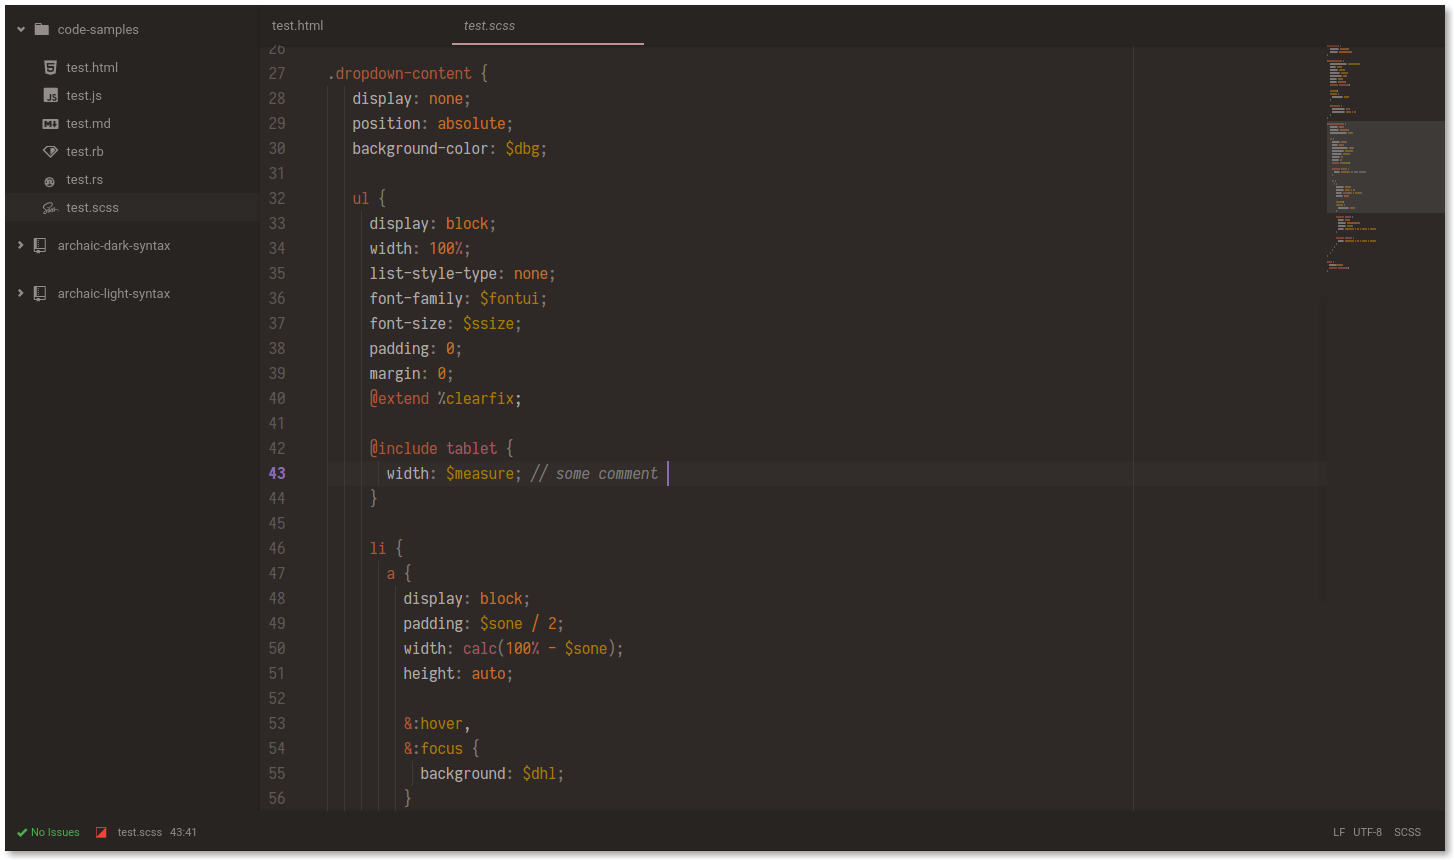 code-samples
test.html
test.js
test.md
test.rb
test.rs
test.scss
archaic-dark-syntax
archaic-light-syntax
test.html test.scss
26
27 .dropdown-content {
28 display: none;
29 position: absolute;
30 background-color: $dbg;
31
32 ul {
33 display: block;
34 width: 100%;
35 list-style-type: none;
36 font-family: $fontui;
37 font-size: $ssize;
38 padding: 0;
39 margin: 0;
40 @extend %clearfix;
41
42 @include tablet {
43 width: $measure; // some comment
44 }
45
46 li {
47 a {
48 display: block;
49 padding: $sone / 2;
50 width: calc(100% - $sone);
51 height: auto;
52
53 &:hover,
54 &:focus {
55 background: $dhl;
56 }
No Issues test.scss 43:41 LF UTF-8 SCSS